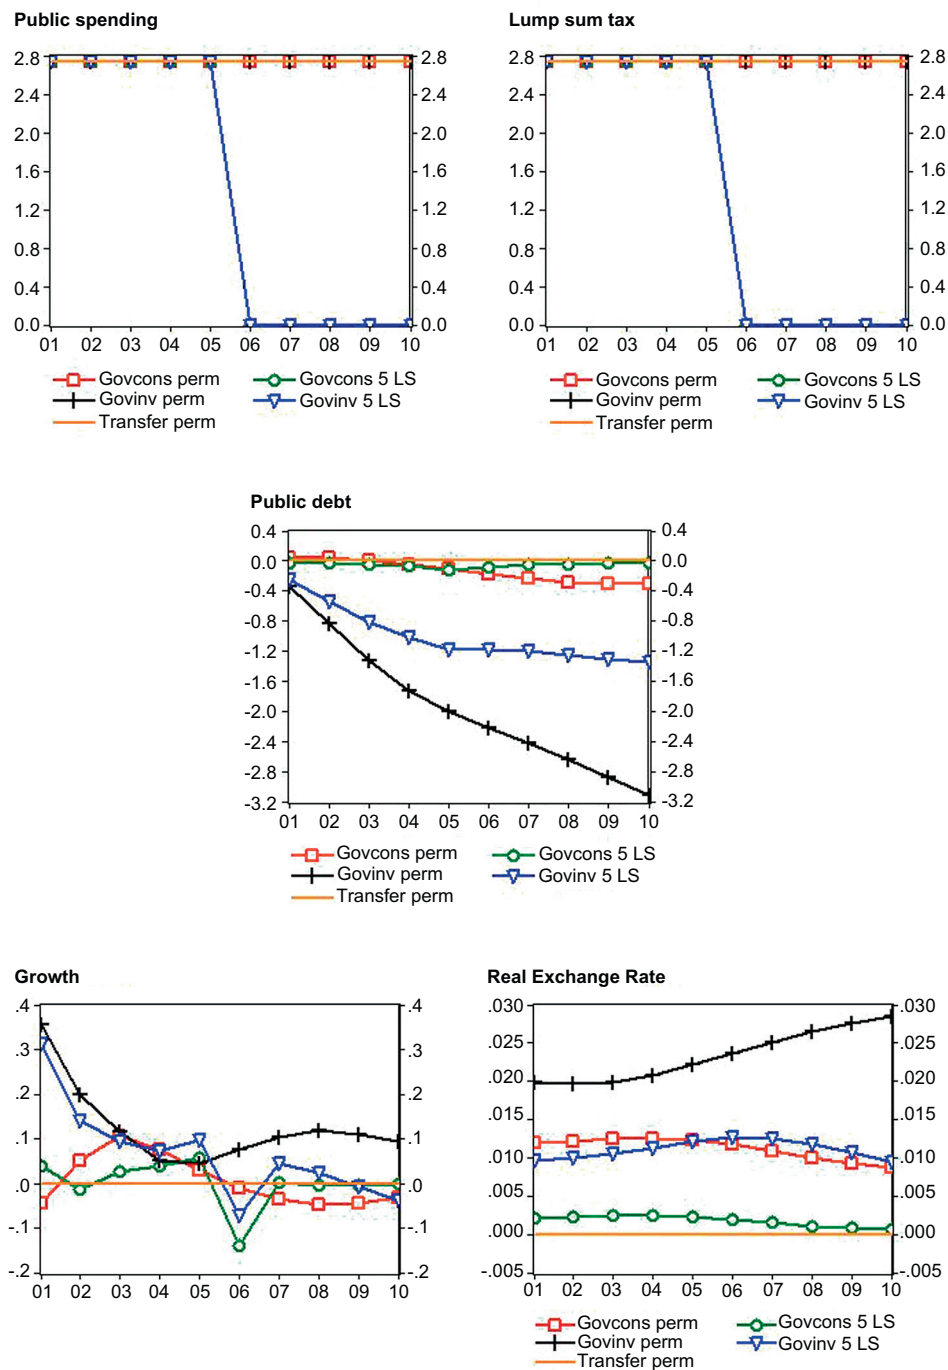 Public spending
Lump sum tax
2.8 2.8 2.8 2.8
2.4 2.4 2.4 2.4
2.0 2.0 2.0 2.0
1.6 1.6 1.6 1.6
1.2 1.2 1.2 1.2
0.8 0.8 0.8 0.8
0.4 0.4 0.4 0.4
0.0 0.0 0.0 0.0
01 02 03 04 05 06 07 08 09 10 01 02 03 04 05 06 07 08 09 10
Govcons perm Govcons 5 LS Govcons perm Govcons 5 LS
Govinv perm Govinv 5 LS Govinv perm Govinv 5 LS
Transfer perm Transfer perm
Public debt
0.4 0.4
0.0 0.0
-0.4 -0.4
-0.8 -0.8
-1.2 -1.2
-1.6 -1.6
-2.0 -2.0
-2.4 -2.4
-2.8 -2.8
-3.2 -3.2
01 02 03 04 05 06 07 08 09 10
Govcons perm Govcons 5 LS
Govinv perm Govinv 5 LS
Transfer perm
Growth
Real Exchange Rate
.4 .4 .030 .030
.3 .3 .025 .025
.2 .2 .020 .020
.1 .1 .015 .015
.0 .0 .010 .010
-.1 -.1 .005 .005
-.2 -.2 .000 .000
-.005 -.005
01 02 03 04 05 06 07 08 09 10 01 02 03 04 05 06 07 08 09 10
Govcons perm Govcons 5 LS
Govinv perm Govinv 5 LS
Transfer perm